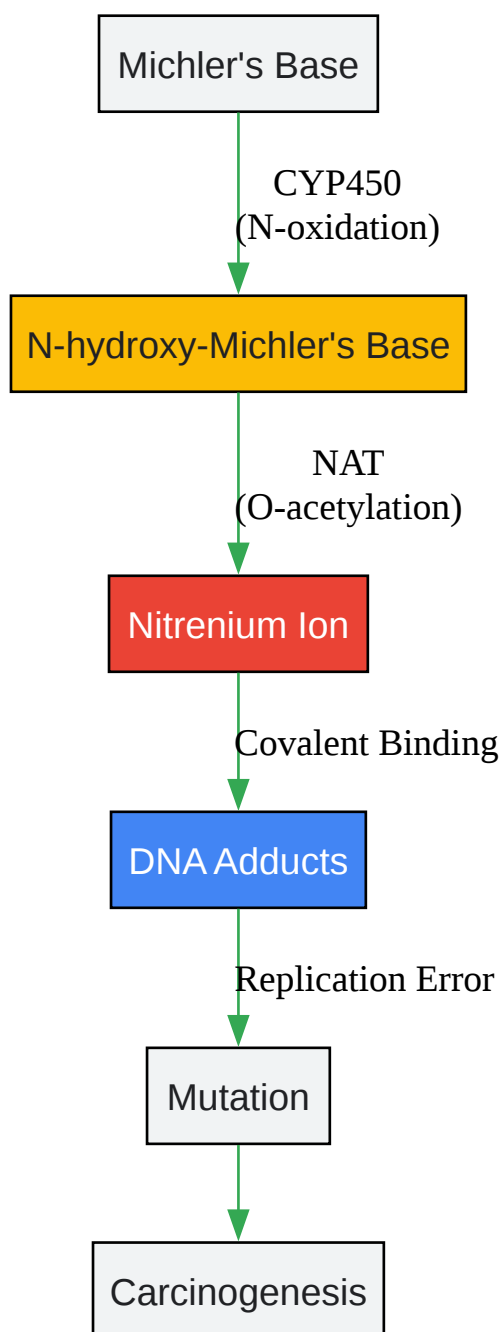 Michler's Base
CYP450
(N-oxidation)
N-hydroxy-Michler's Base
NAT
(O-acetylation)
Nitrenium Ion
Covalent Binding
DNA Adducts
Replication Error
Mutation
Carcinogenesis